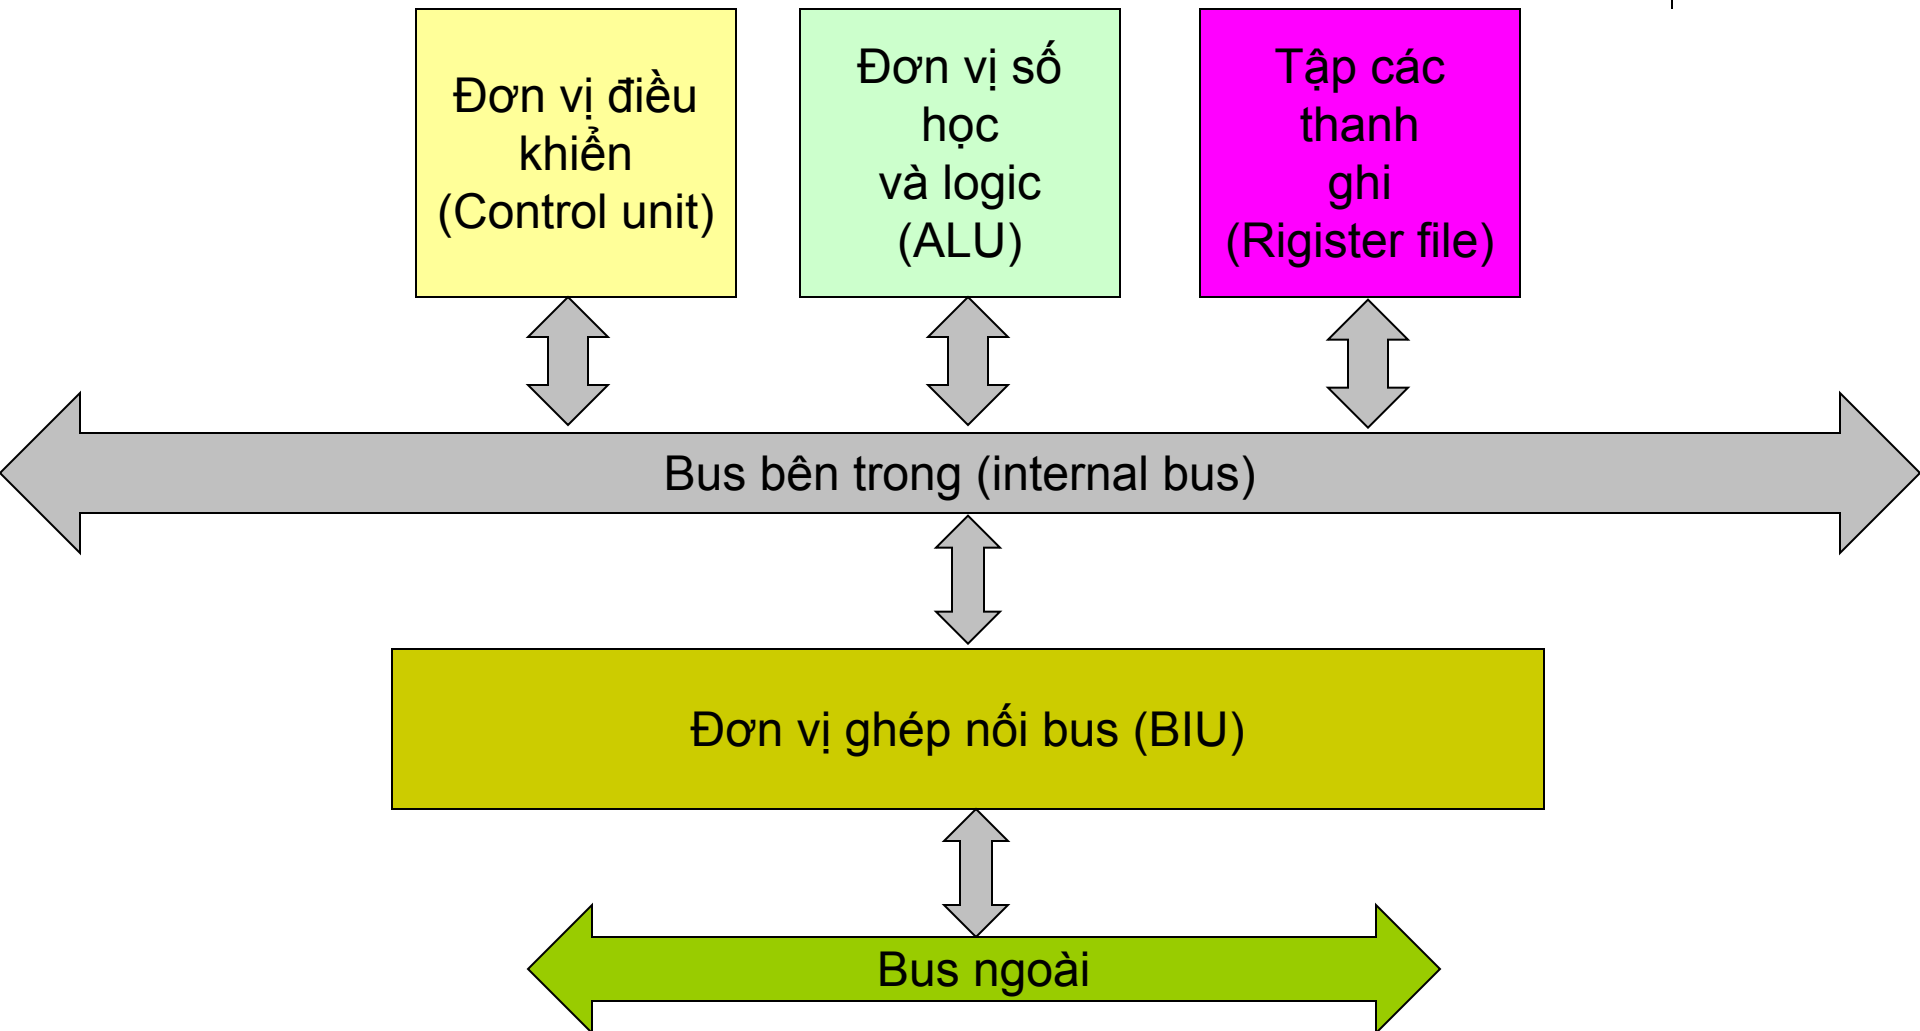 Đơn vị điều
khiển
(Control unit)
Đơn vị số
học
và logic
(ALU)
Tập các
thanh
ghi
(Rigister file)
Bus bên trong (internal bus)
Đơn vị ghép nối bus (BIU)
Bus ngoài